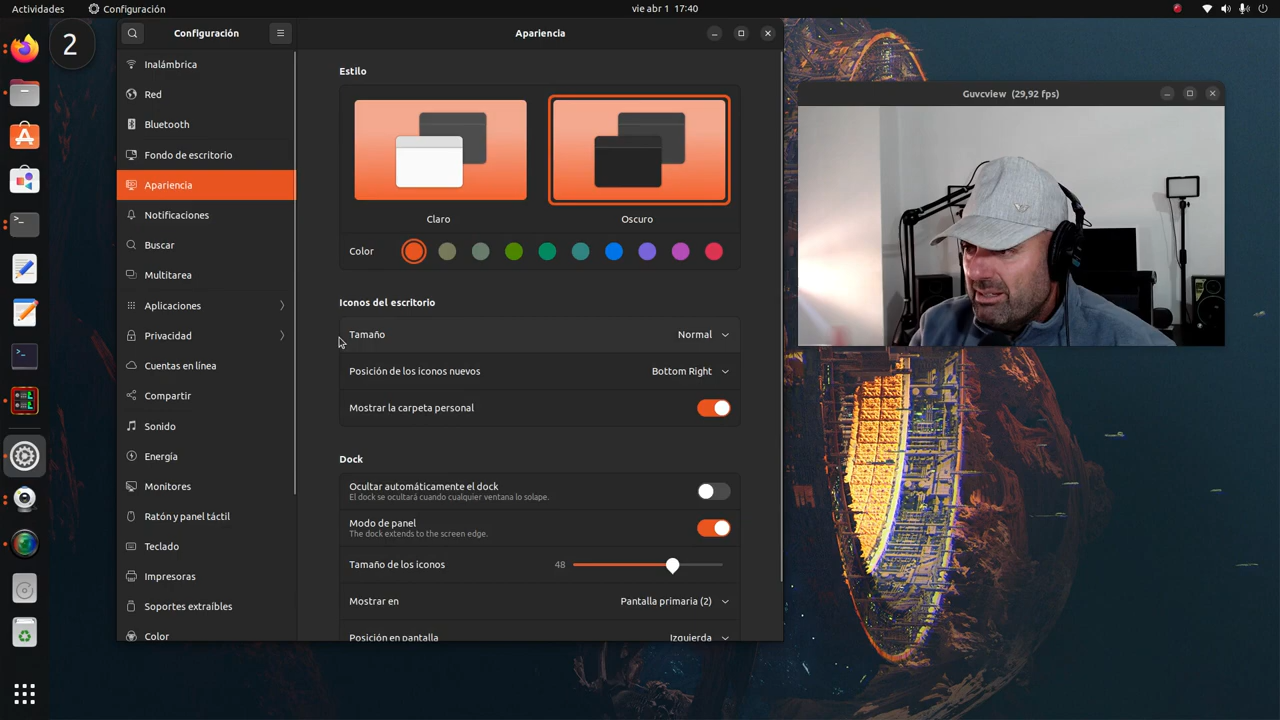 Actividades
Configuración
vie abr 1 17:40
2
Configuración
Apariencia
Inalámbrica
Red
Bluetooth
Fondo de escritorio
Apariencia
Notificaciones
Buscar
Multitarea
Aplicaciones
Privacidad
Cuentas en línea
Compartir
Sonido
Energía
Monitores
Ratón y panel táctil
Teclado
Impresoras
Soportes extraíbles
Color
Estilo
Claro
Oscuro
Color
Iconos del escritorio
Tamaño Normal
Posición de los iconos nuevos Bottom Right
Mostrar la carpeta personal
Dock
Ocultar automáticamente el dock
El dock se ocultará cuando cualquier ventana lo solape.
Modo de panel
The dock extends to the screen edge.
Tamaño de los iconos 48
Mostrar en Pantalla primaria (2)
Posición en pantalla Izquierda
Guvcview (29,92 fps)